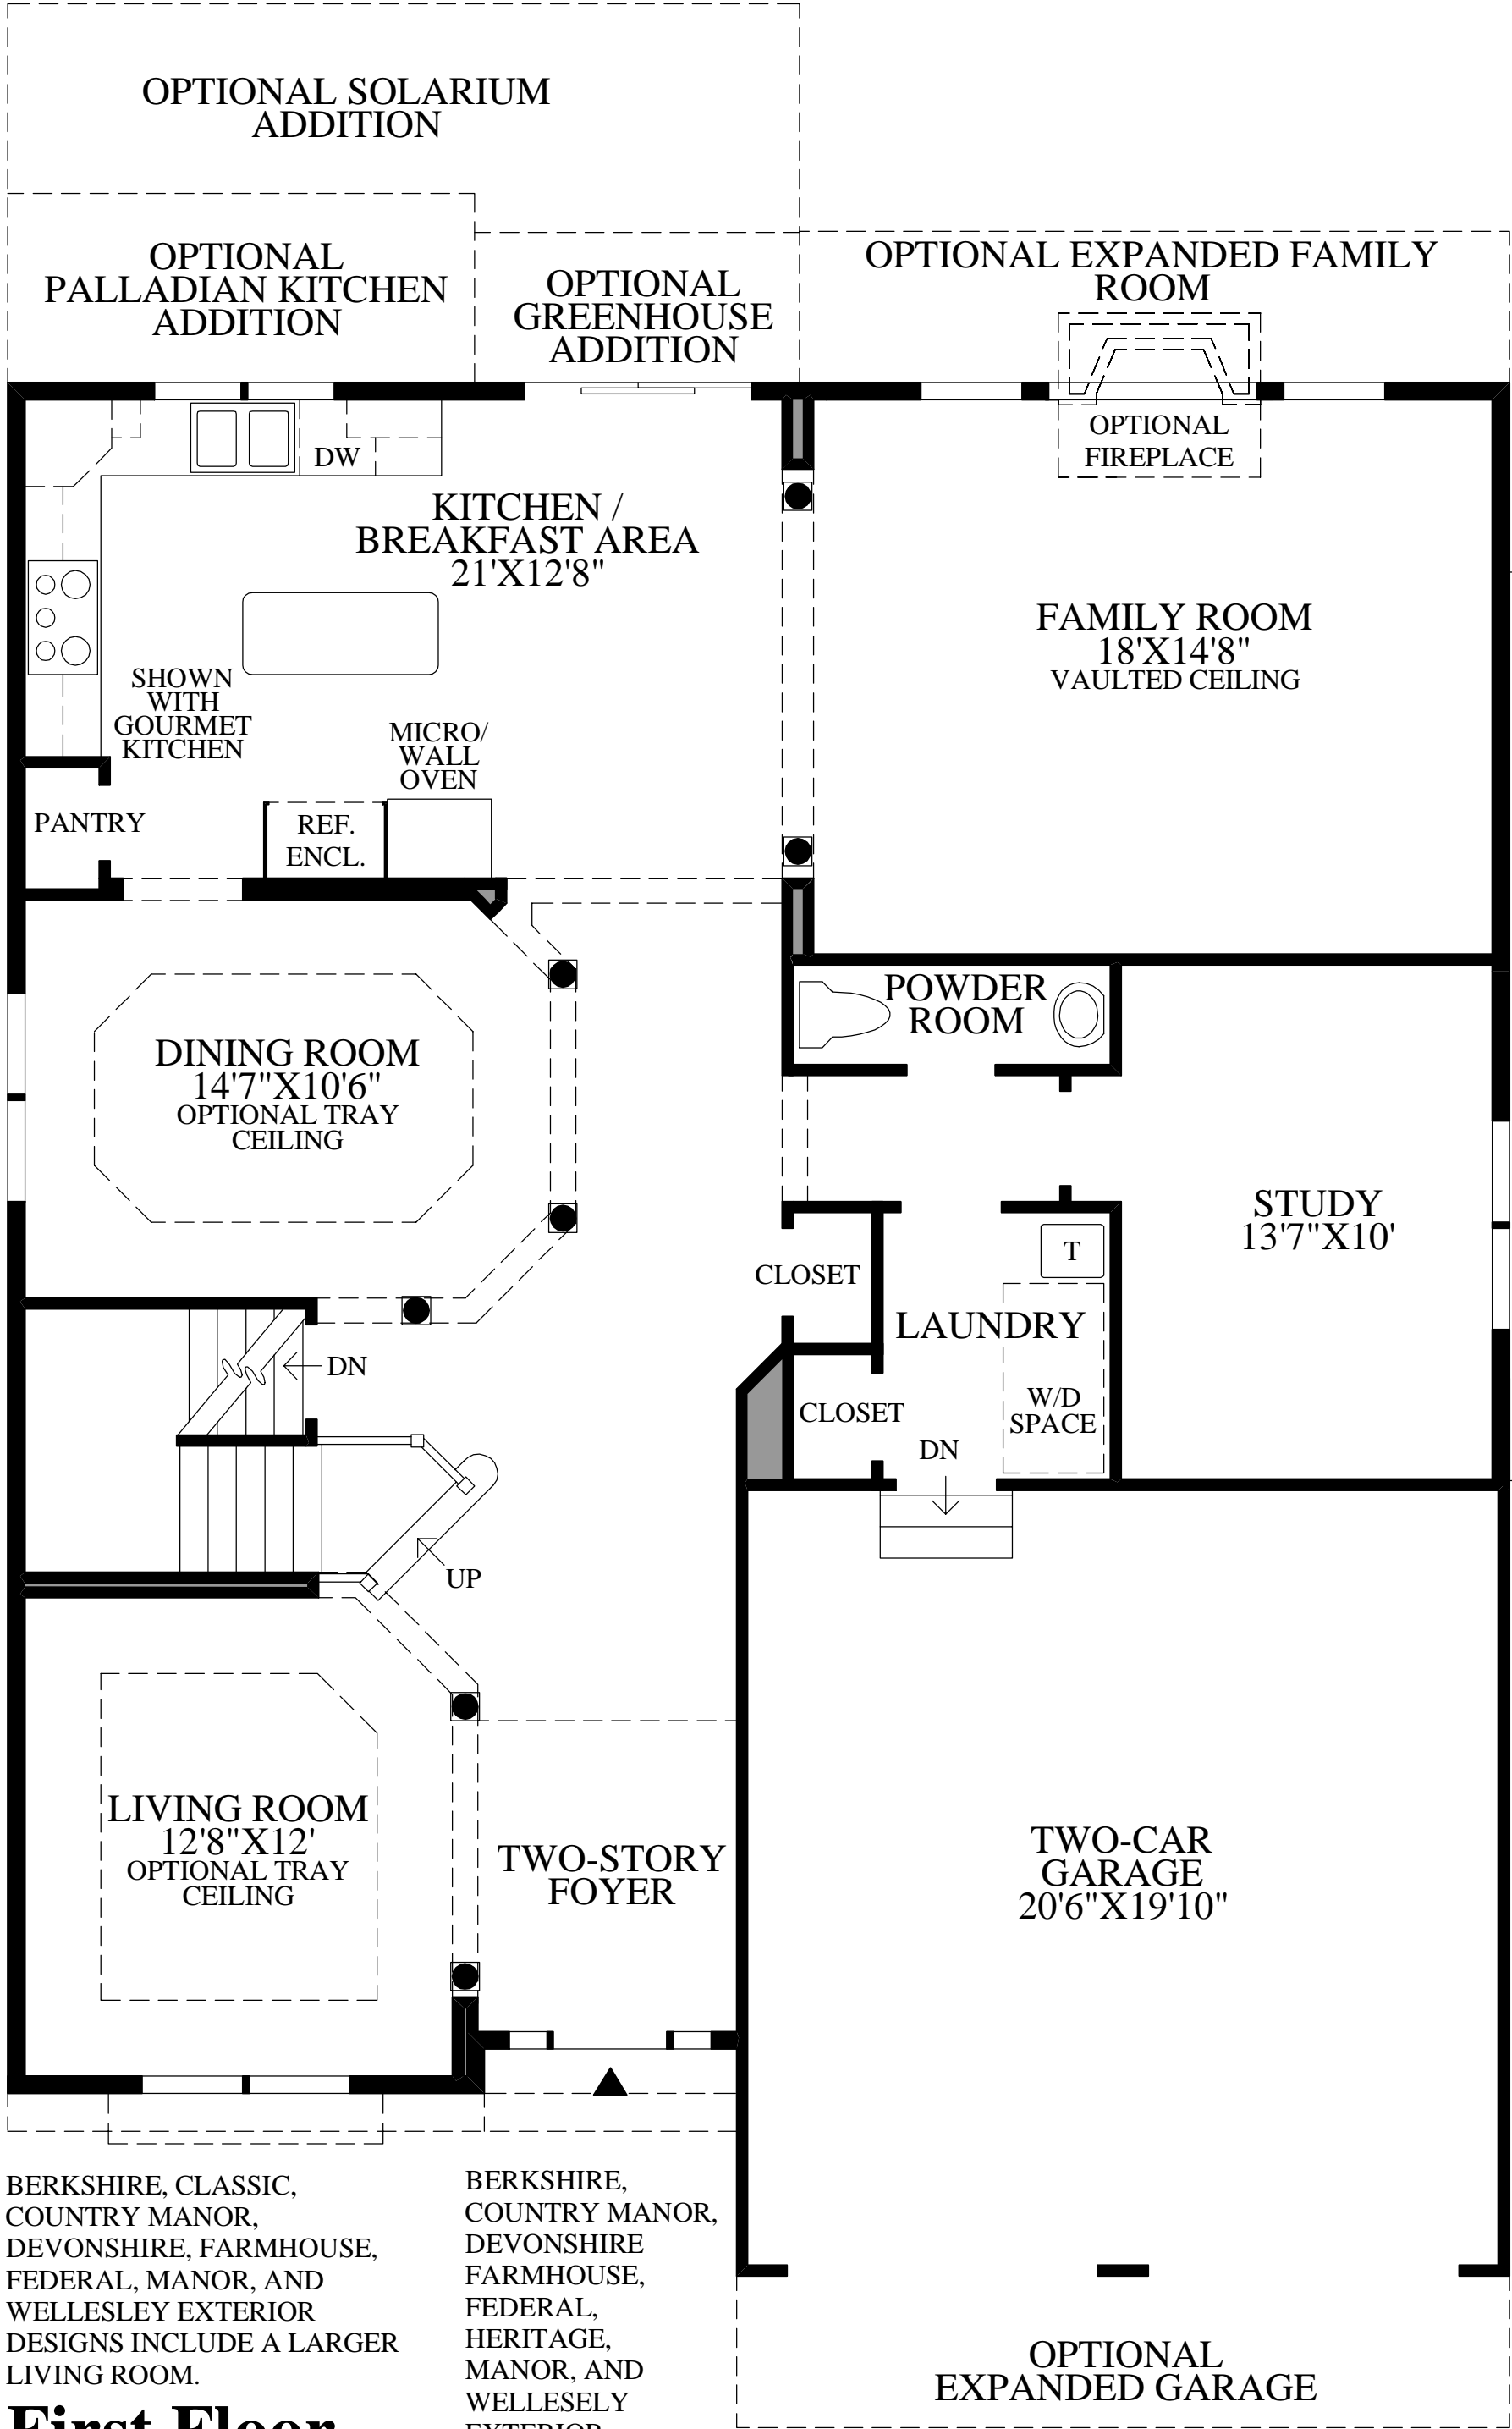 OPTIONAL SOLARIUM
ADDITION
OPTIONAL
PALLADIAN KITCHEN
ADDITION
OPTIONAL
GREENHOUSE
ADDITION
OPTIONAL EXPANDED FAMILY
ROOM
OPTIONAL
FIREPLACE
DW
KITCHEN /
BREAKFAST AREA
21'X12'8"
FAMILY ROOM
18'X14'8"
VAULTED CEILING
SHOWN
WITH
GOURMET
KITCHEN
MICRO/
WALL
OVEN
PANTRY
REF.
ENCL.
POWDER
ROOM
DINING ROOM
14'7"X10'6"
OPTIONAL TRAY
CEILING
STUDY
13'7"X10'
CLOSET
T
LAUNDRY
DN
W/D
SPACE
CLOSET
DN
UP
LIVING ROOM
12'8"X12'
OPTIONAL TRAY
CEILING
TWO-STORY
FOYER
TWO-CAR
GARAGE
20'6"X19'10"
BERKSHIRE, CLASSIC,
COUNTRY MANOR,
DEVONSHIRE, FARMHOUSE,
FEDERAL, MANOR, AND
WELLESLEY EXTERIOR
DESIGNS INCLUDE A LARGER
LIVING ROOM.
BERKSHIRE,
COUNTRY MANOR,
DEVONSHIRE
FARMHOUSE,
FEDERAL,
HERITAGE,
MANOR, AND
WELLESELY
EXTERIOR
OPTIONAL
EXPANDED GARAGE
First Floor